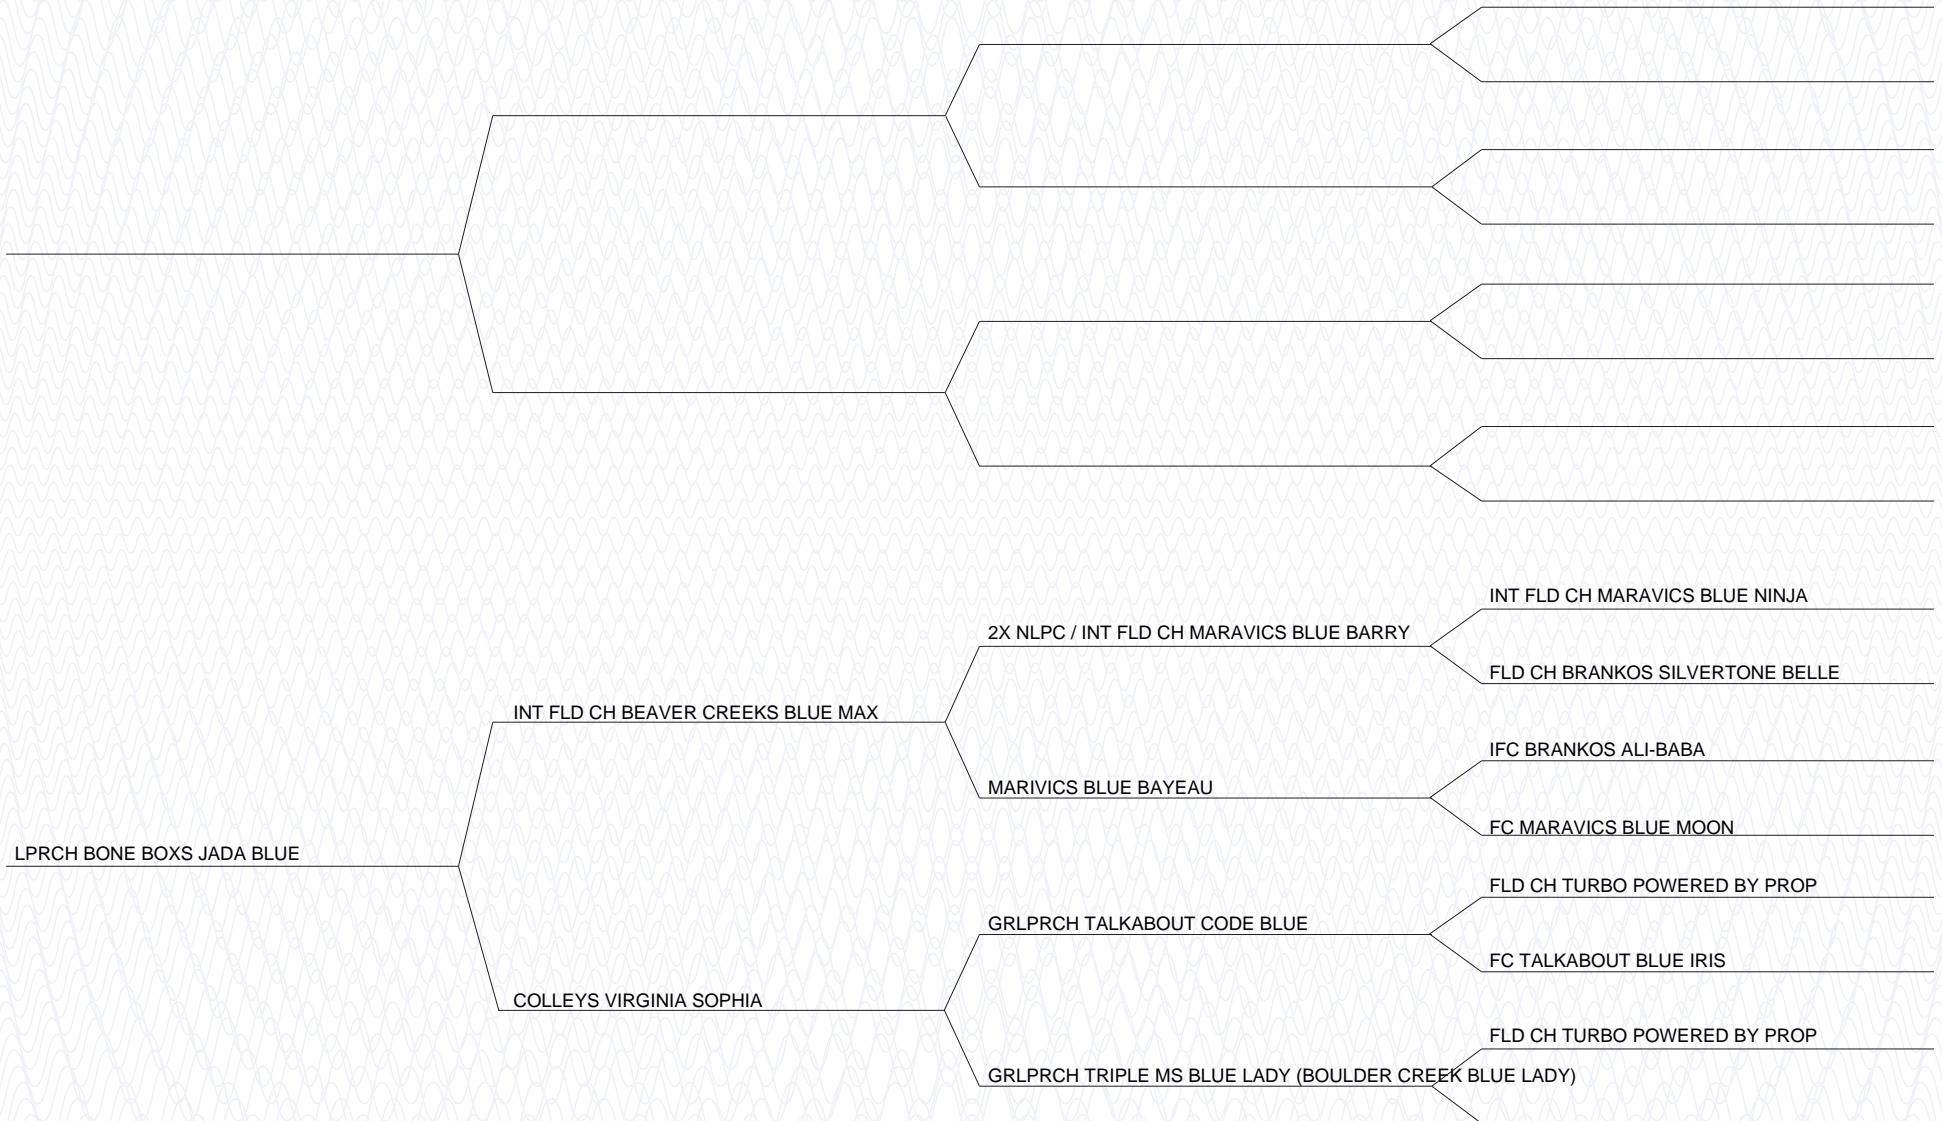 INT FLD CH MARAVICS BLUE NINJA
2X NLPC / INT FLD CH MARAVICS BLUE BARRY
FLD CH BRANKOS SILVERTONE BELLE
INT FLD CH BEAVER CREEKS BLUE MAX
IFC BRANKOS ALI-BABA
MARIVICS BLUE BAYEAU
FC MARAVICS BLUE MOON
LPRCH BONE BOXS JADA BLUE
FLD CH TURBO POWERED BY PROP
GRLPRCH TALKABOUT CODE BLUE
FC TALKABOUT BLUE IRIS
COLLEYS VIRGINIA SOPHIA
FLD CH TURBO POWERED BY PROP
GRLPRCH TRIPLE MS BLUE LADY (BOULDER CREEK BLUE LADY)